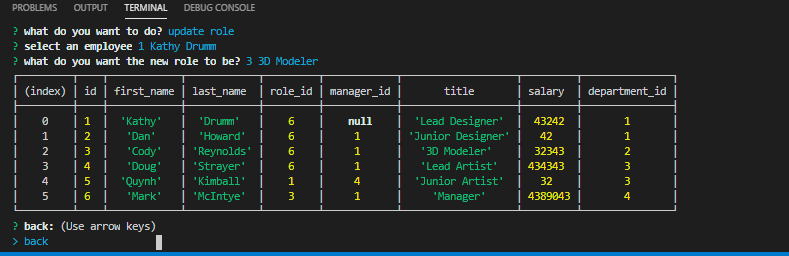 PROBLEMS OUTPUT TERMINAL DEBUG CONSOLE
? what do you want to do? update role
? select an employee 1 Kathy Drumm
? what do you want the new role to be? 3 3D Modeler
(index) id first_name last_name role_id manager_id title salary department_id
0 1 'Kathy' 'Drumm' 6 null 'Lead Designer' 43242 1
1 2 'Dan' 'Howard' 6 1 'Junior Designer' 42 1
2 3 'Cody' 'Reynolds' 6 1 '3D Modeler' 32343 2
3 4 'Doug' 'Strayer' 6 1 'Lead Artist' 434343 3
4 5 'Quynh' 'Kimball' 1 4 'Junior Artist' 32 3
5 6 'Mark' 'McIntye' 3 1 'Manager' 4389043 4
? back: (Use arrow keys)
> back